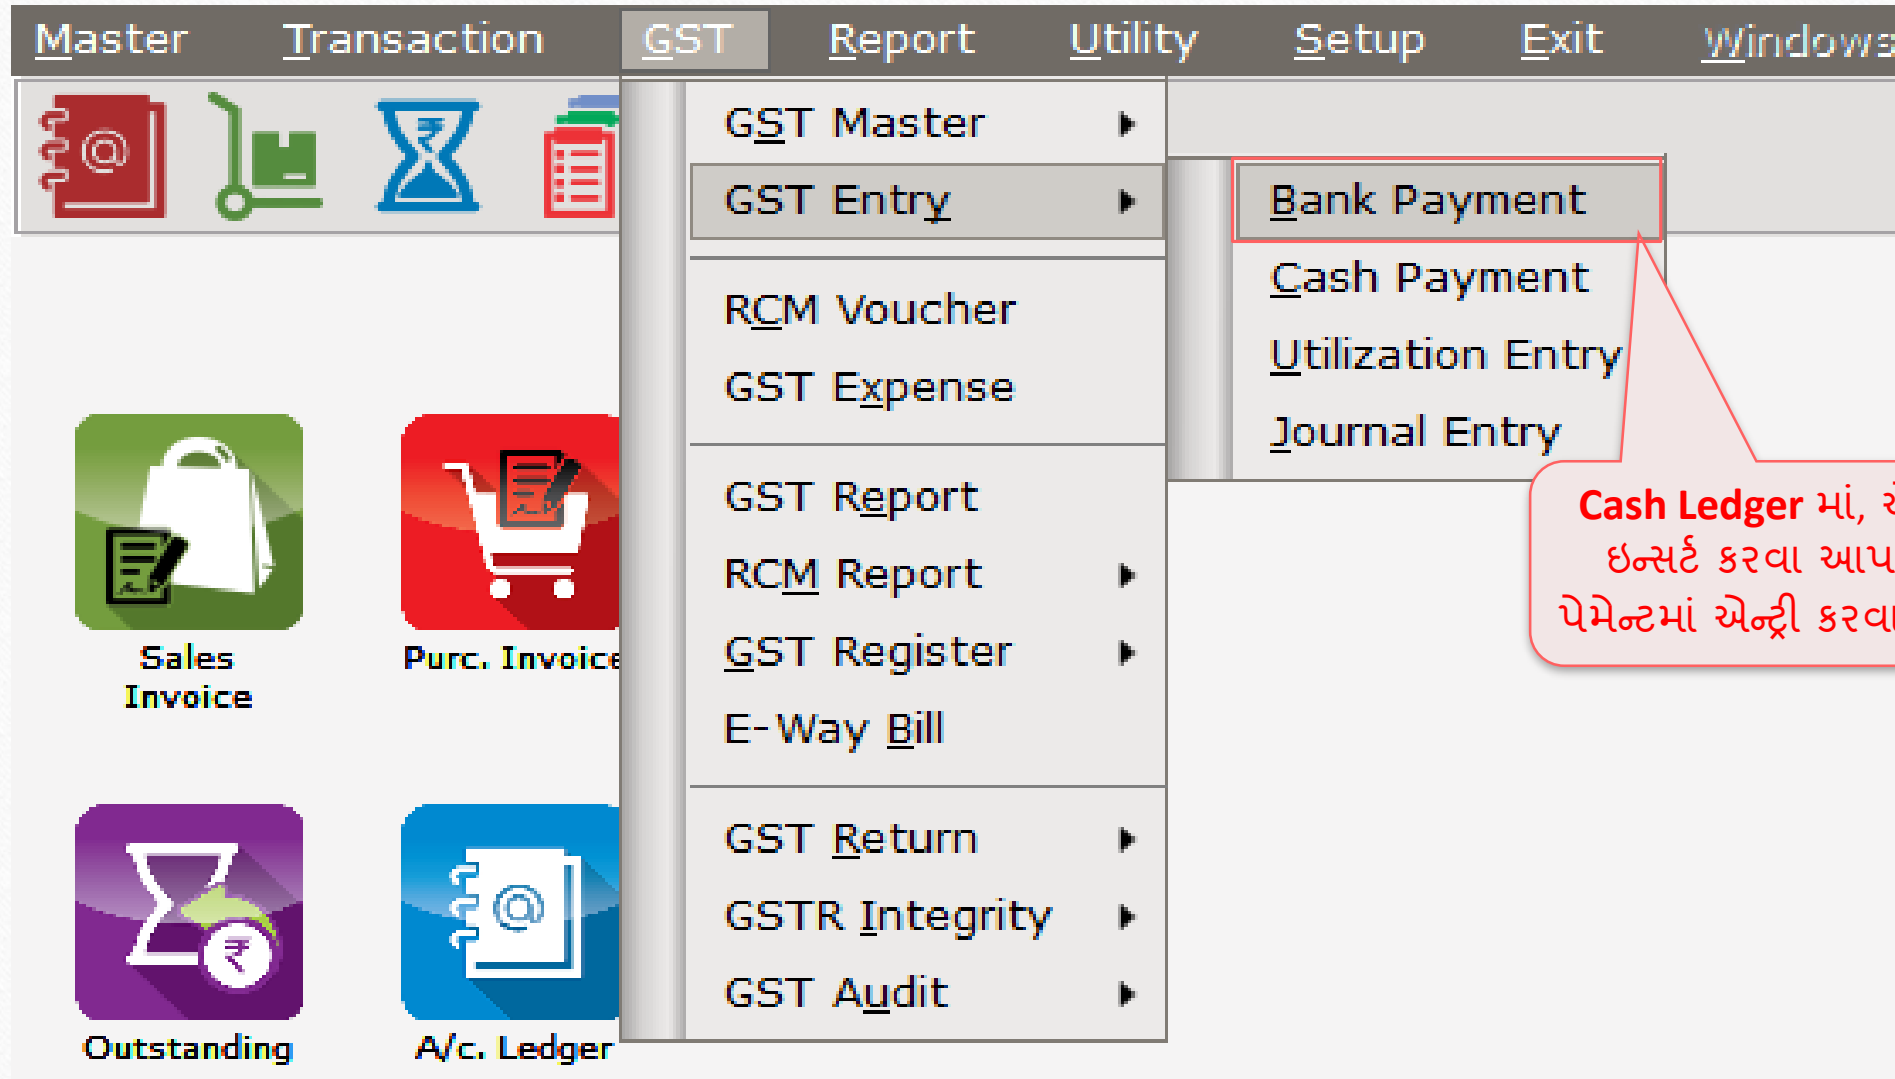 Master Transaction GST Report Utility Setup Exit Windows
GST Master
GST Entry
RCM Voucher
GST Expense
GST Report
RCM Report
GST Register
E-Way Bill
GST Return
GSTR Integrity
GST Audit
Bank Payment
Cash Payment
Utilization Entry
Journal Entry
Cash Ledger માં,
ઇન્સર્ટ કરવા
પેમેન્ટમાં એન્ટ્રી
@
₹
Sales
Invoice
Purc. Invoice
₹
Outstanding
@
A/c. Ledger